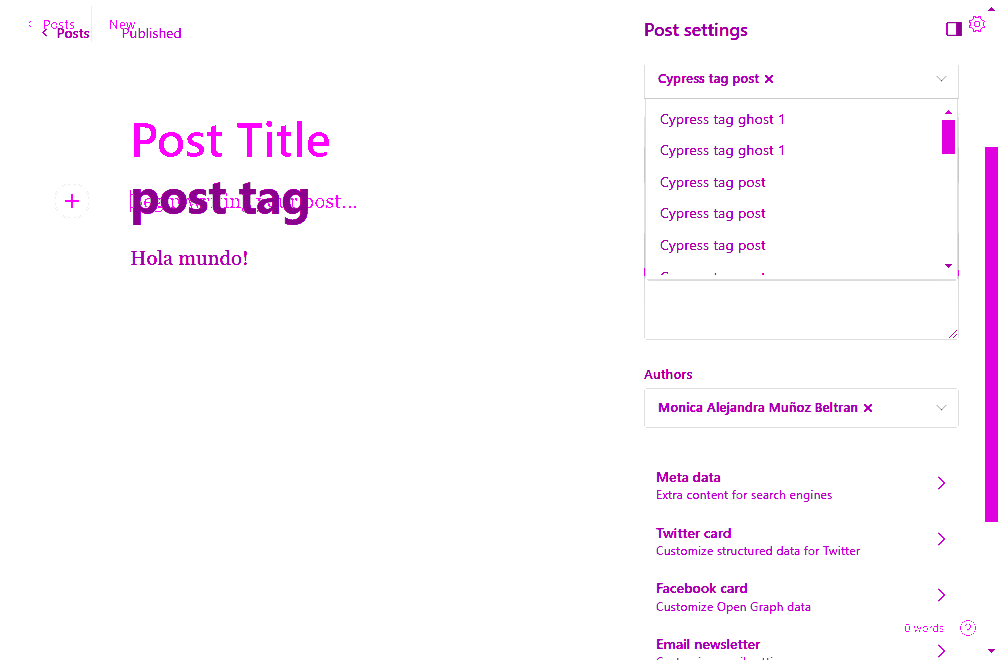 Posts New
Posts Published
Post settings
Cypress tag post ×
Cypress tag ghost 1
Cypress tag ghost 1
Cypress tag post
Cypress tag post
Cypress tag post
Post Title
Begin writing your post...
post tag
Hola mundo!
Authors
Monica Alejandra Muñoz Beltran ×
Meta data
Extra content for search engines
Twitter card
Customize structured data for Twitter
Facebook card
Customize Open Graph data
0 words ?
Email newsletter